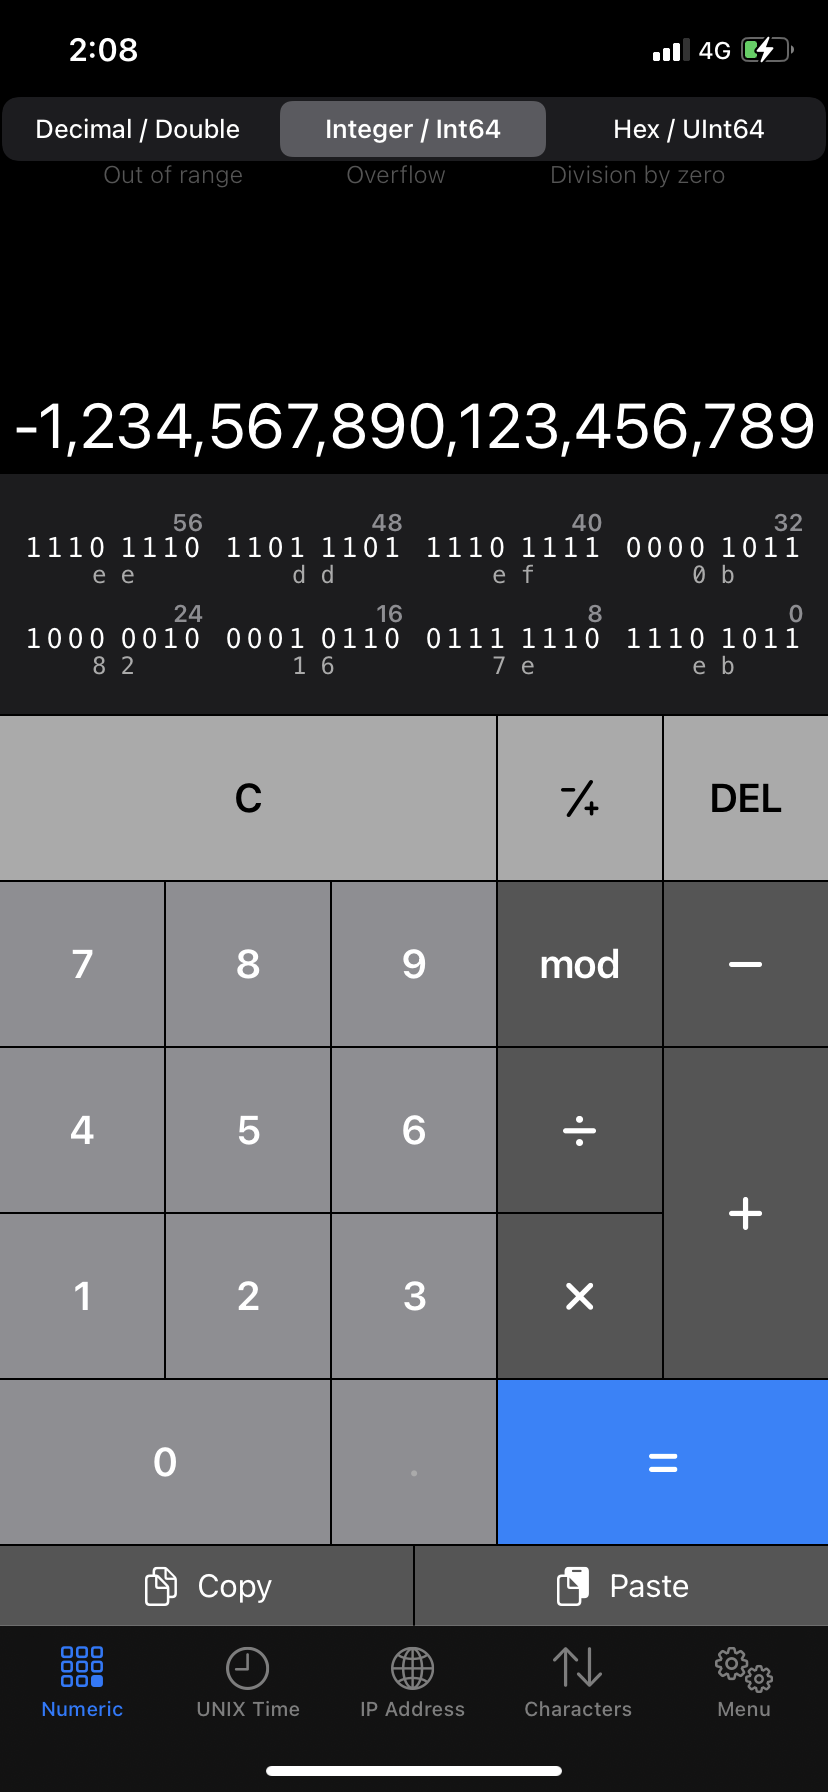 2:08 4G
Decimal / Double Integer / Int64 Hex / UInt64
Out of range Overflow Division by zero
-1,234,567,890,123,456,789
56 48 40 32
1110 1110 1101 1101 1110 1111 0000 1011
e e d d e f 0 b
24 16 8 0
1000 0010 0001 0110 0111 1110 1110 1011
8 2 1 6 7 e e b
C -/+ DEL
7 8 9 mod −
4 5 6 ÷
+
1 2 3 ×
0 . =
Copy Paste
Numeric UNIX Time IP Address Characters Menu